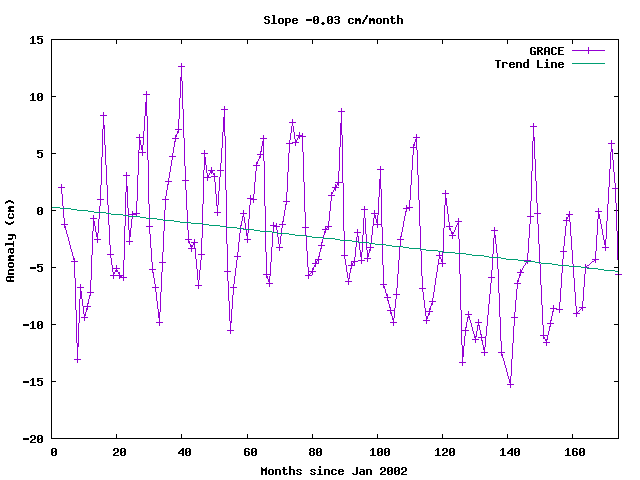 Slope -0.03 cm/month
GRACE
Trend Line
15
10
5
0
-5
-10
-15
-20
Anomaly (cm)
0 20 40 60 80 100 120 140 160
Months since Jan 2002